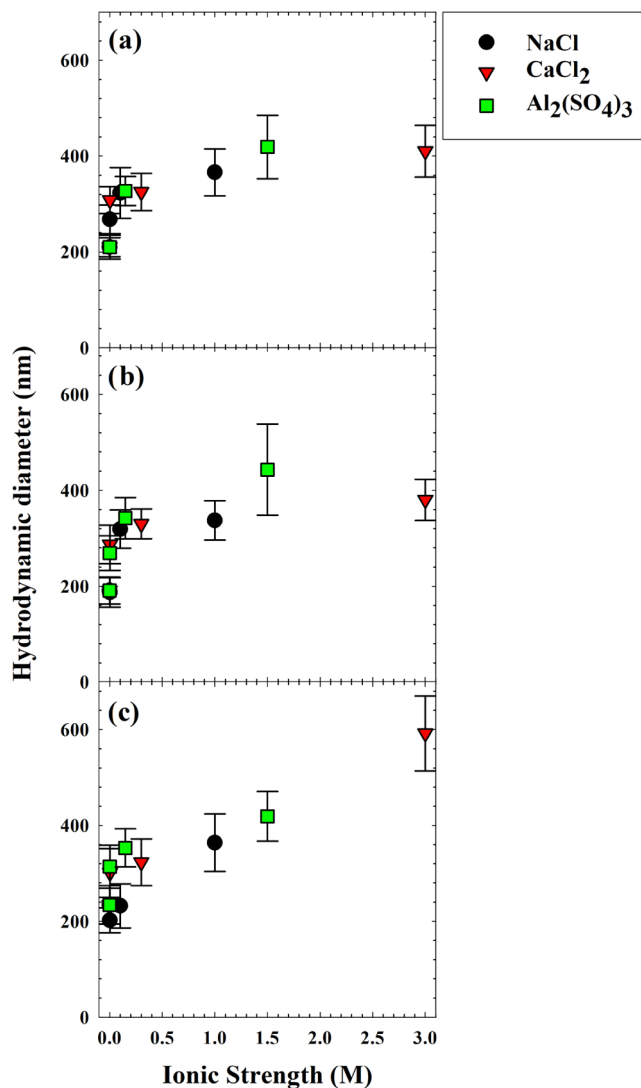 (a)
NaCl
CaCl2
Al2(SO4)3
600
400
200
0
(b)
600
400
200
0
(c)
600
400
200
0
Hydrodynamic diameter (nm)
0.0 0.5 1.0 1.5 2.0 2.5 3.0
Ionic Strength (M)